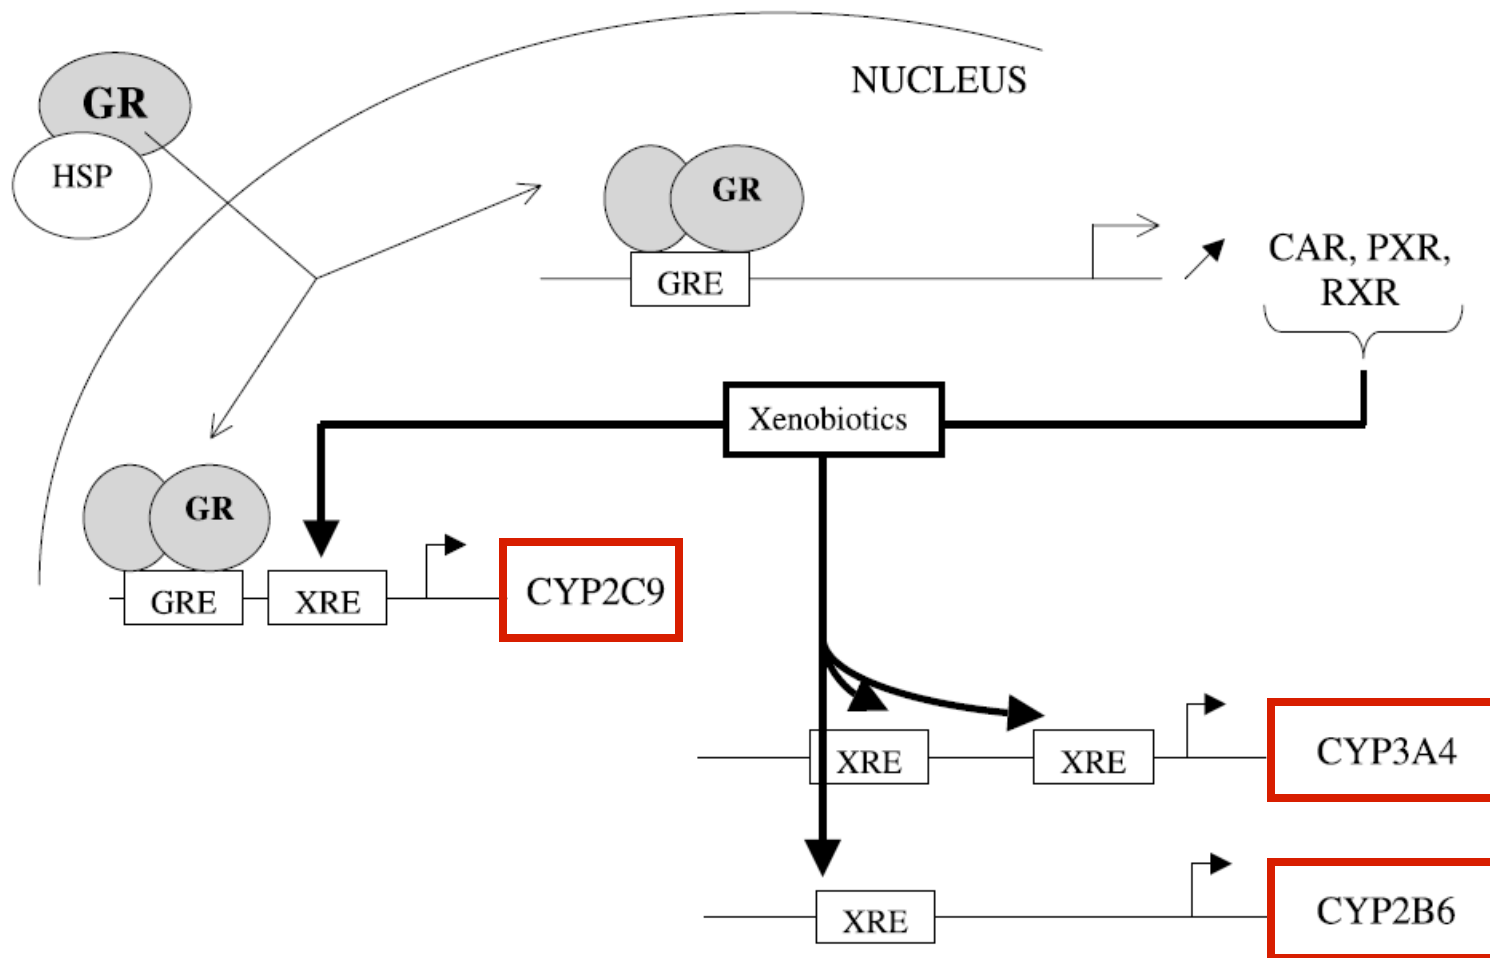 NUCLEUS
GR
HSP
GR
GRE
CAR, PXR,
RXR
Xenobiotics
GR
GRE
XRE
CYP2C9
XRE
XRE
CYP3A4
XRE
CYP2B6